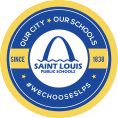 OUR CITY ★ OUR SCHOOLS
SINCE 1838
SAINT LOUIS
PUBLIC SCHOOLS
#WECHOOSESLPS